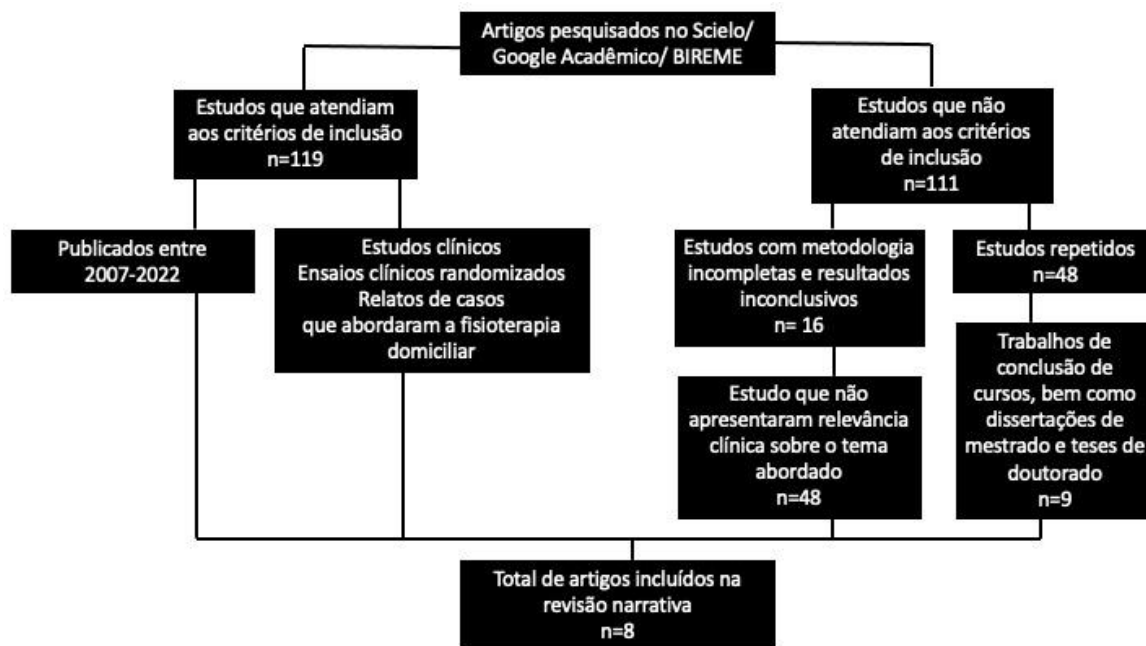 Artigos pesquisados no Scielo/
Google Acadêmico/ BIREME
Estudos que atendiam
aos critérios de inclusão
n=119
Estudos que não
atendiam aos critérios
de inclusão
n=111
Publicados entre
2007-2022
Estudos clínicos
Ensaios clínicos randomizados
Relatos de casos
que abordaram a fisioterapia
domiciliar
Estudos com metodologia
incompletas e resultados
inconclusivos
n= 16
Estudos repetidos
n=48
Estudo que não
apresentaram relevância
clínica sobre o tema
abordado
n=48
Trabalhos de
conclusão de
cursos, bem como
dissertações de
mestrado e teses de
doutorado
n=9
Total de artigos incluídos na
revisão narrativa
n=8